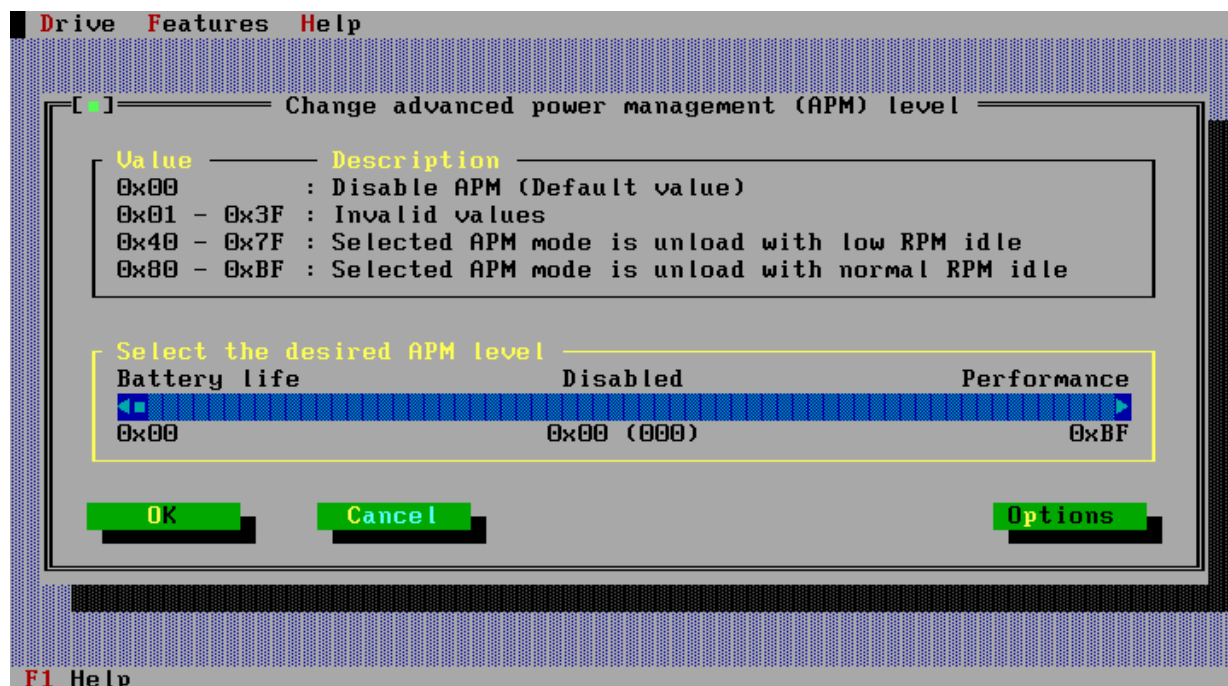 Drive Features Help
[■] Change advanced power management (APM) level
Value Description
0x00 : Disable APM (Default value)
0x01 - 0x3F : Invalid values
0x40 - 0x7F : Selected APM mode is unload with low RPM idle
0x80 - 0xBF : Selected APM mode is unload with normal RPM idle
Select the desired APM level
Battery life Disabled Performance
0x00 0x00 (000) 0xBF
OK Cancel Options
F1 Help